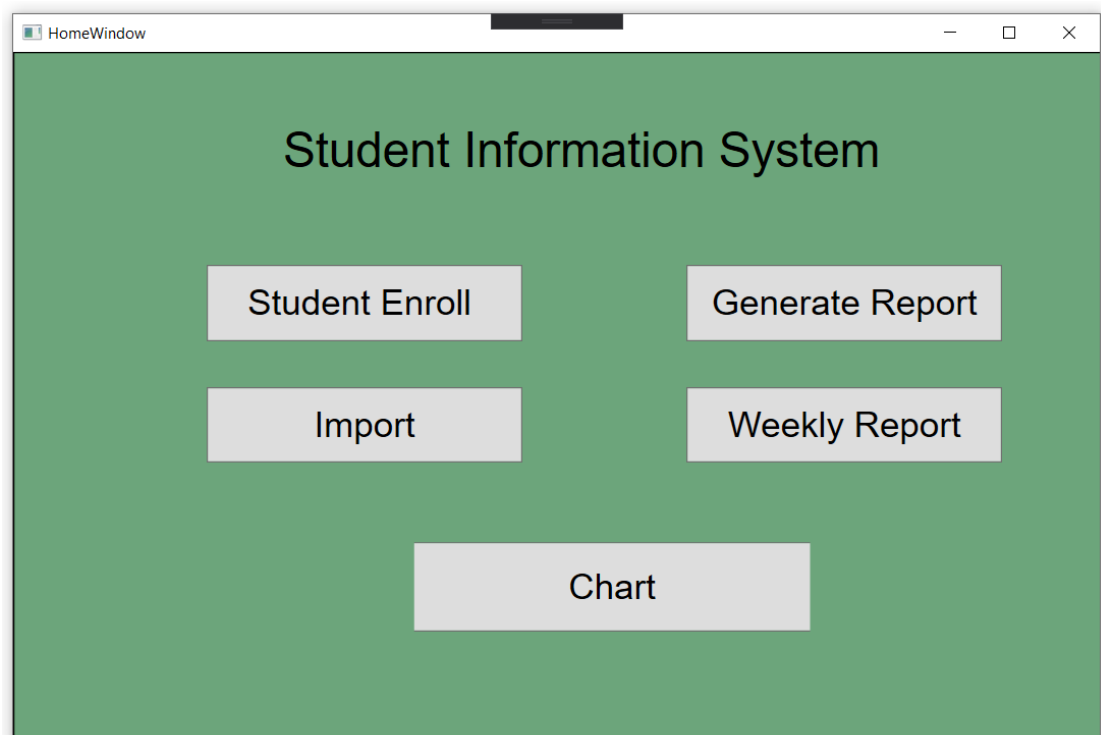 HomeWindow
Student Information System
Student Enroll
Generate Report
Import
Weekly Report
Chart